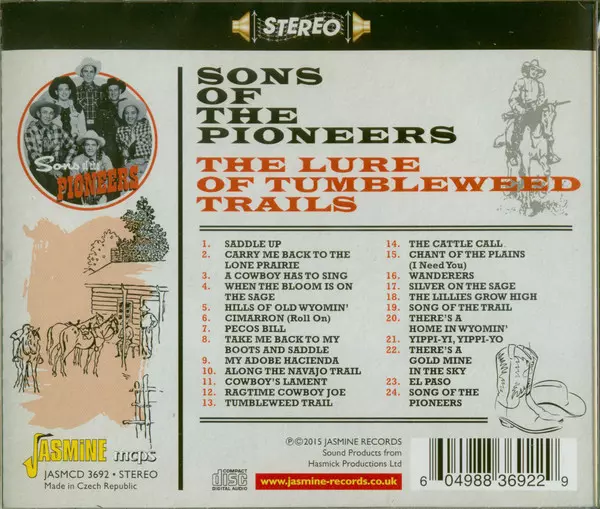 STEREO
SONS
OF
THE
PIONEERS
THE LURE
OF TUMBLEWEED
TRAILS
Sons of the
PIONEERS
1. SADDLE UP
2. CARRY ME BACK TO THE
LONE PRAIRIE
3. A COWBOY HAS TO SING
4. WHEN THE BLOOM IS ON
THE SAGE
5. HILLS OF OLD WYOMIN'
6. CIMARRON (Roll On)
7. PECOS BILL
8. TAKE ME BACK TO MY
BOOTS AND SADDLE
9. MY ADOBE HACIENDA
10. ALONG THE NAVAJO TRAIL
11. COWBOY'S LAMENT
12. RAGTIME COWBOY JOE
13. TUMBLEWEED TRAIL
14. THE CATTLE CALL
15. CHANT OF THE PLAINS
(I Need You)
16. WANDERERS
17. SILVER ON THE SAGE
18. THE LILLIES GROW HIGH
19. SONG OF THE TRAIL
20. THERE'S A
HOME IN WYOMIN'
21. YIPPI-YI, YIPPI-YO
22. THERE'S A
GOLD MINE
IN THE SKY
23. EL PASO
24. SONG OF THE
PIONEERS
JASMINE mcps
JASMCD 3692 • STEREO
Made in Czech Republic
COMPACT
disc
DIGITAL AUDIO
℗©2015 JASMINE RECORDS
Sound Products from
Hasmick Productions Ltd
www.jasmine-records.co.uk
6 04988 36922 9